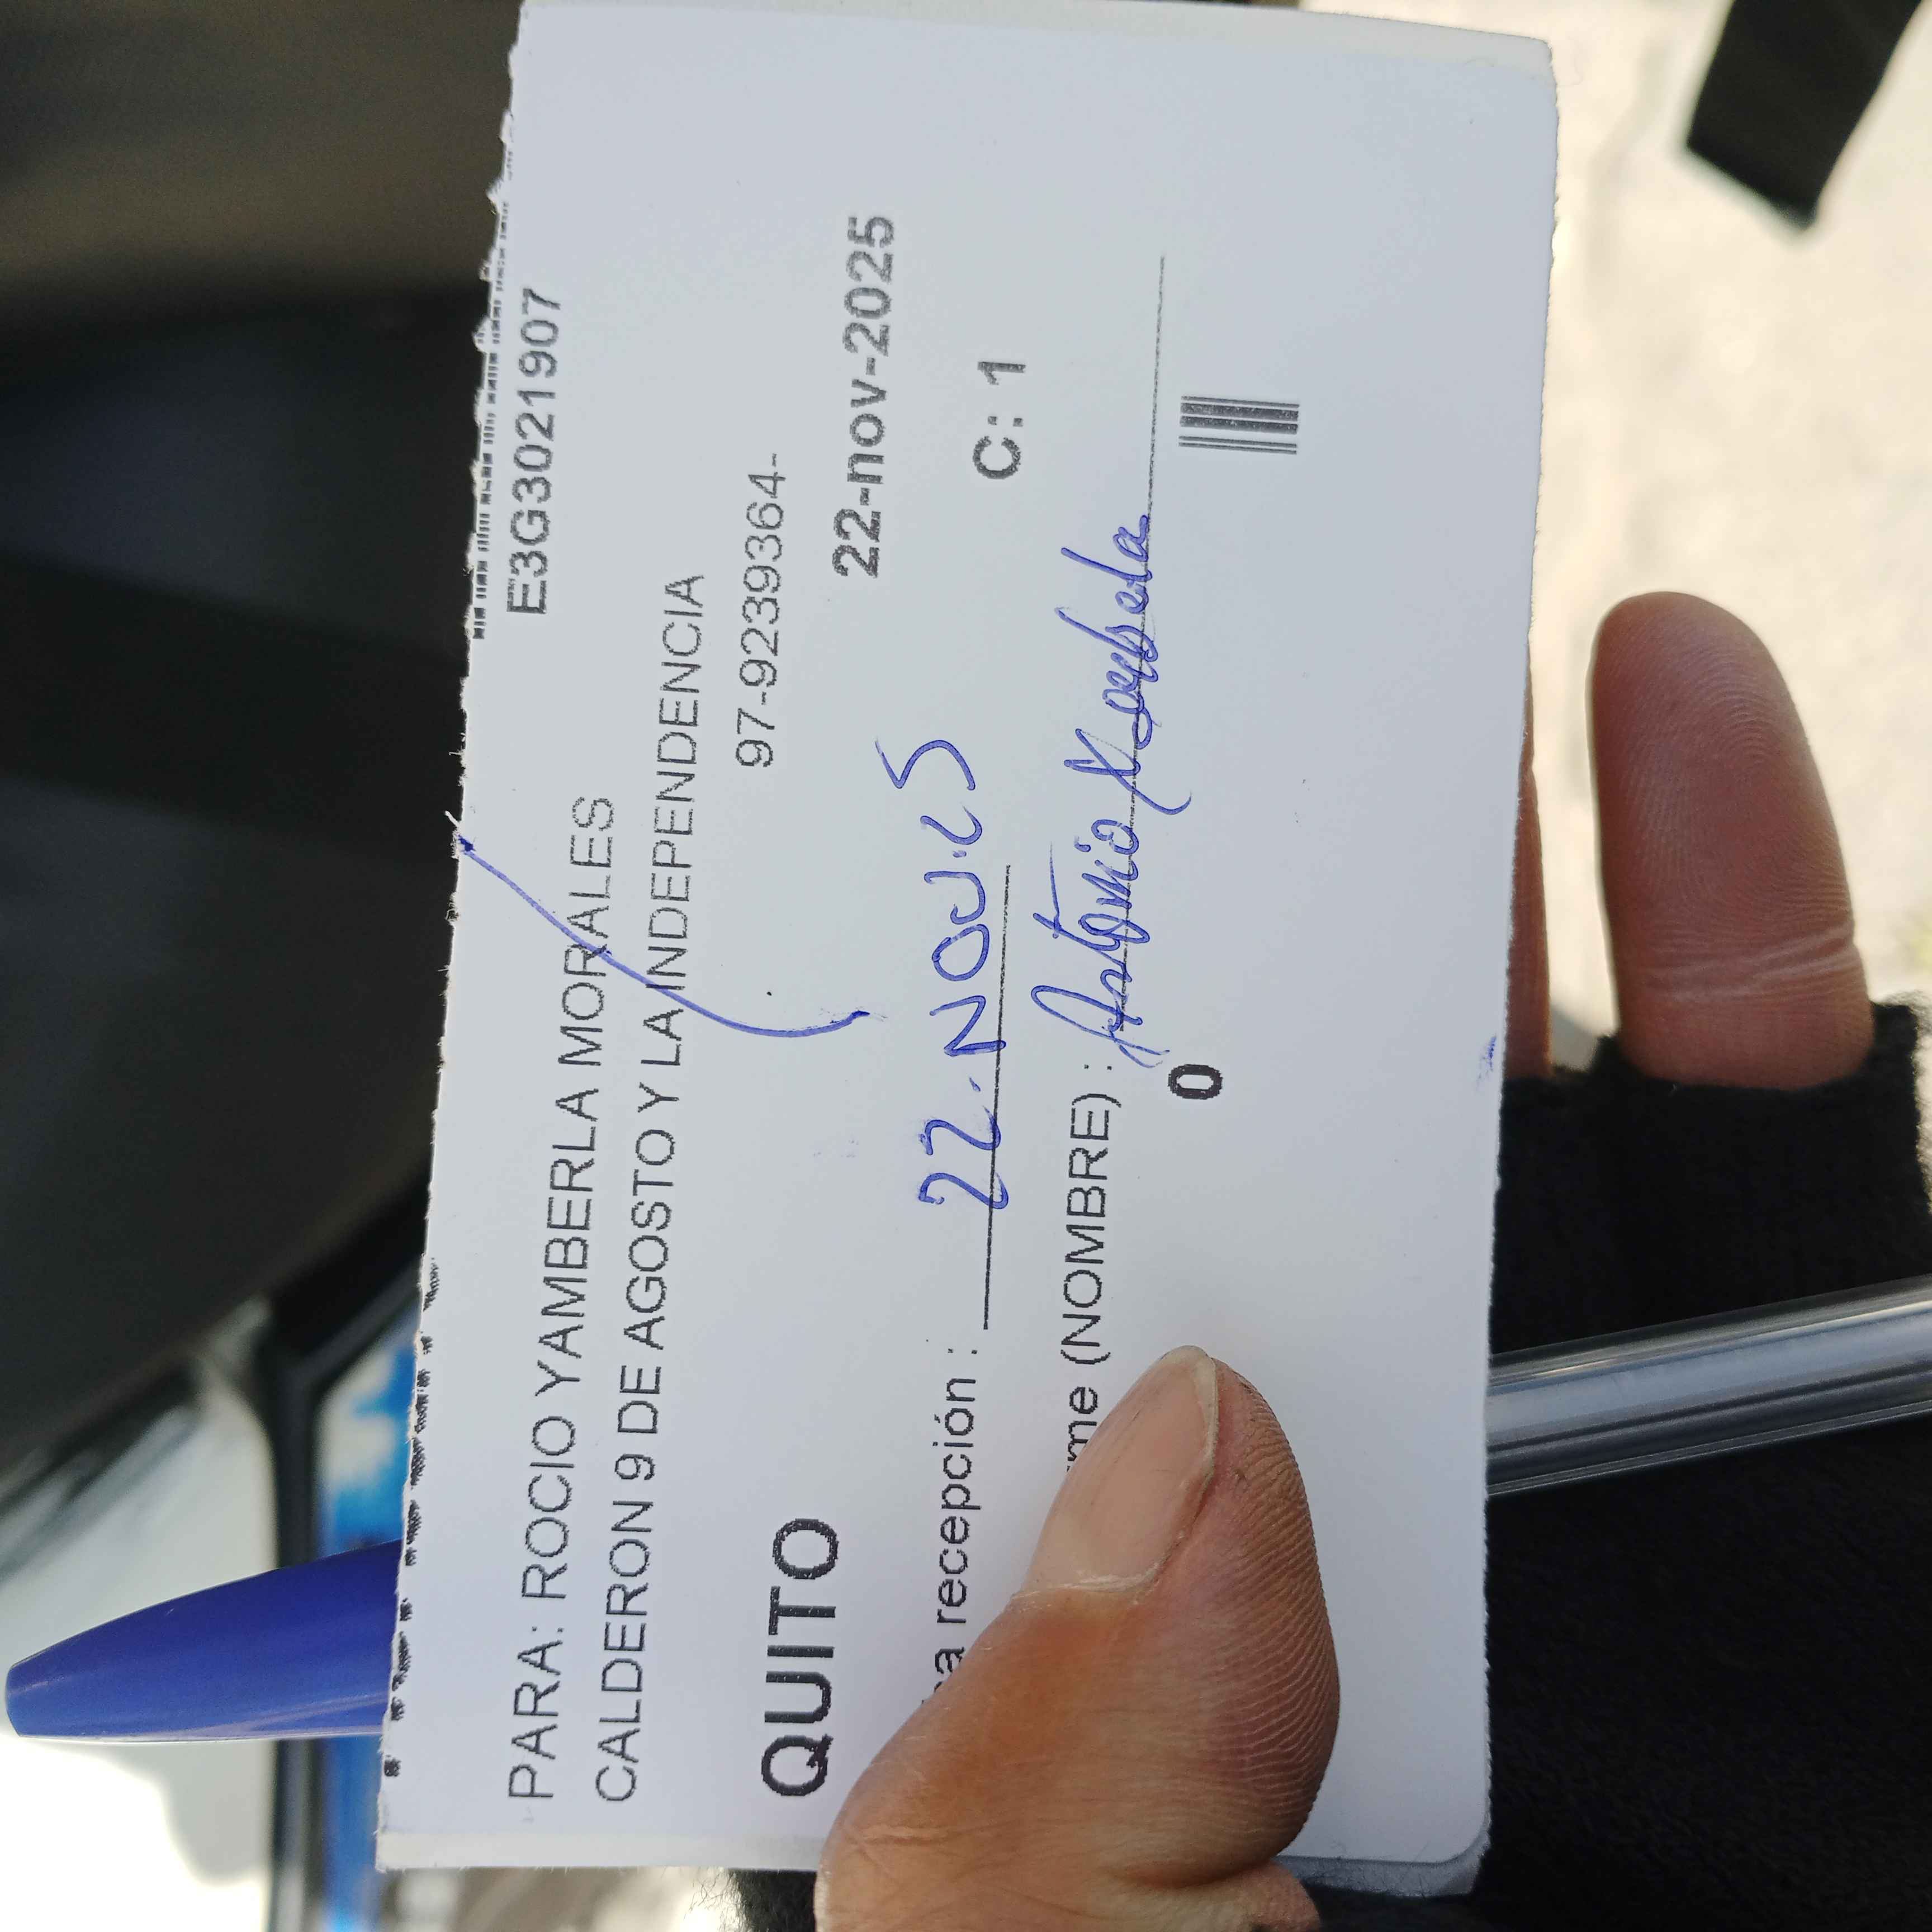 E3G3021907
PARA: ROCIO YAMBERLA MORALES
CALDERON 9 DE AGOSTO Y LA INDEPENDENCIA
97-9239364-
QUITO 22-nov-2025
a recepción : 22.NOV.25
C: 1
me (NOMBRE) : Antonio
0